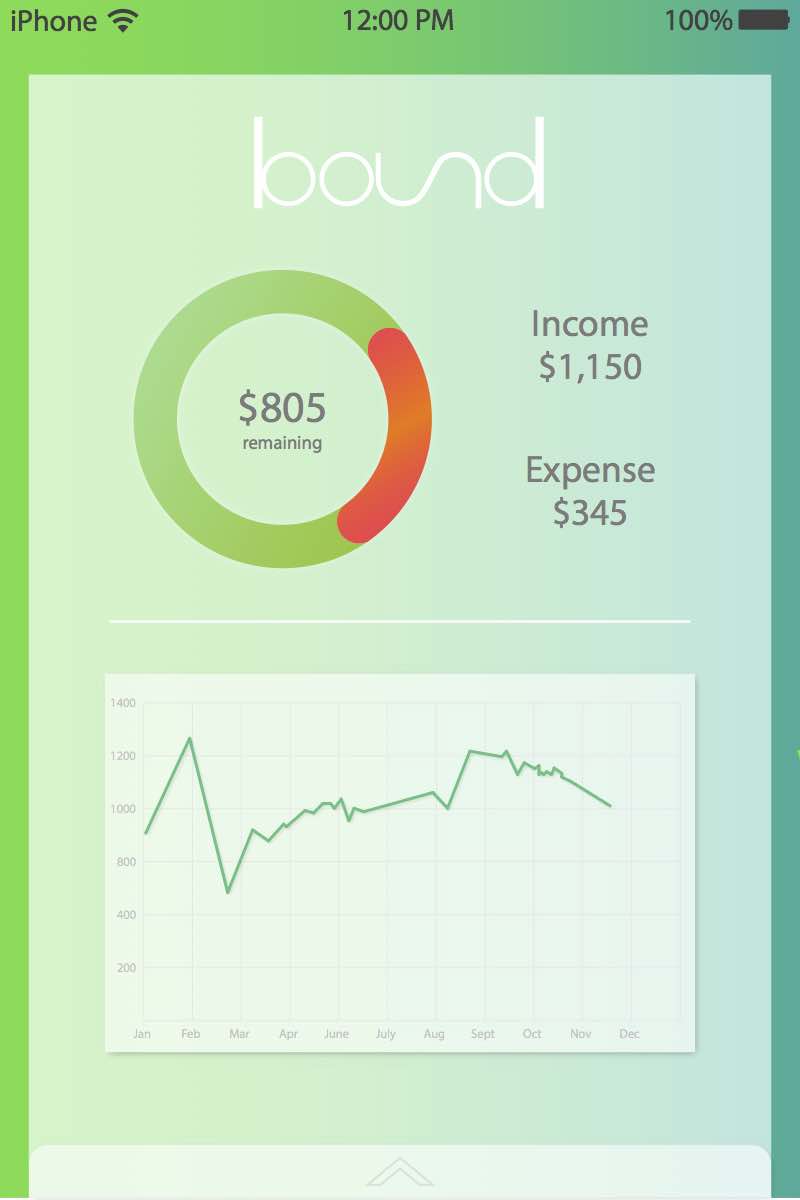 iPhone 12:00 PM 100%
bound
Income
$1,150
$805
remaining
Expense
$345
1400
1200
1000
800
400
200
Jan Feb Mar Apr June July Aug Sept Oct Nov Dec